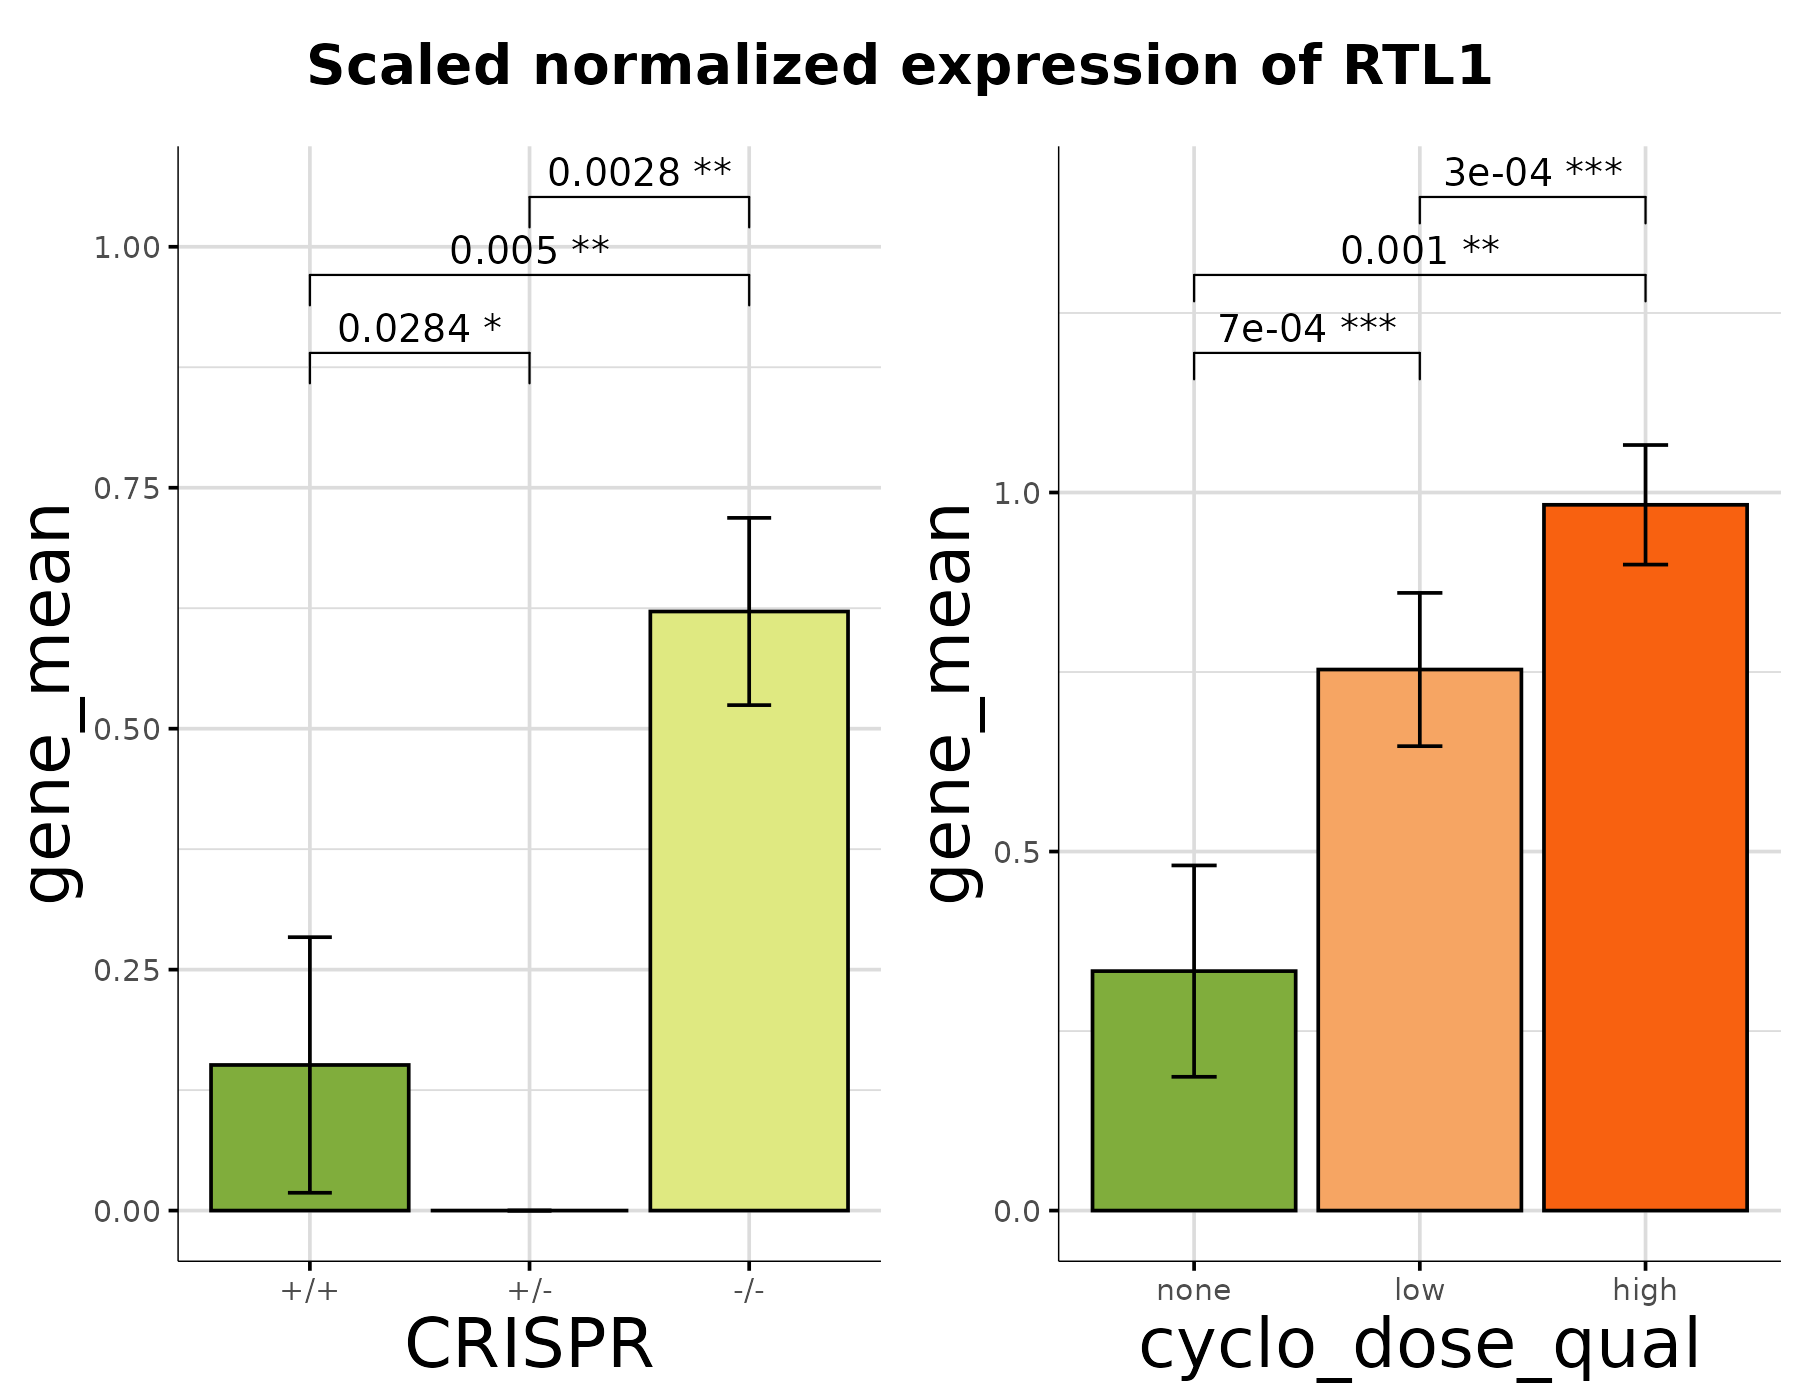 Scaled normalized expression of RTL1
gene_mean
1.00
0.75
0.50
0.25
0.00
0.0028 **
0.005 **
0.0284 *
+/+ +/- -/-
CRISPR
gene_mean
1.0
0.5
0.0
3e-04 ***
0.001 **
7e-04 ***
none low high
cyclo_dose_qual